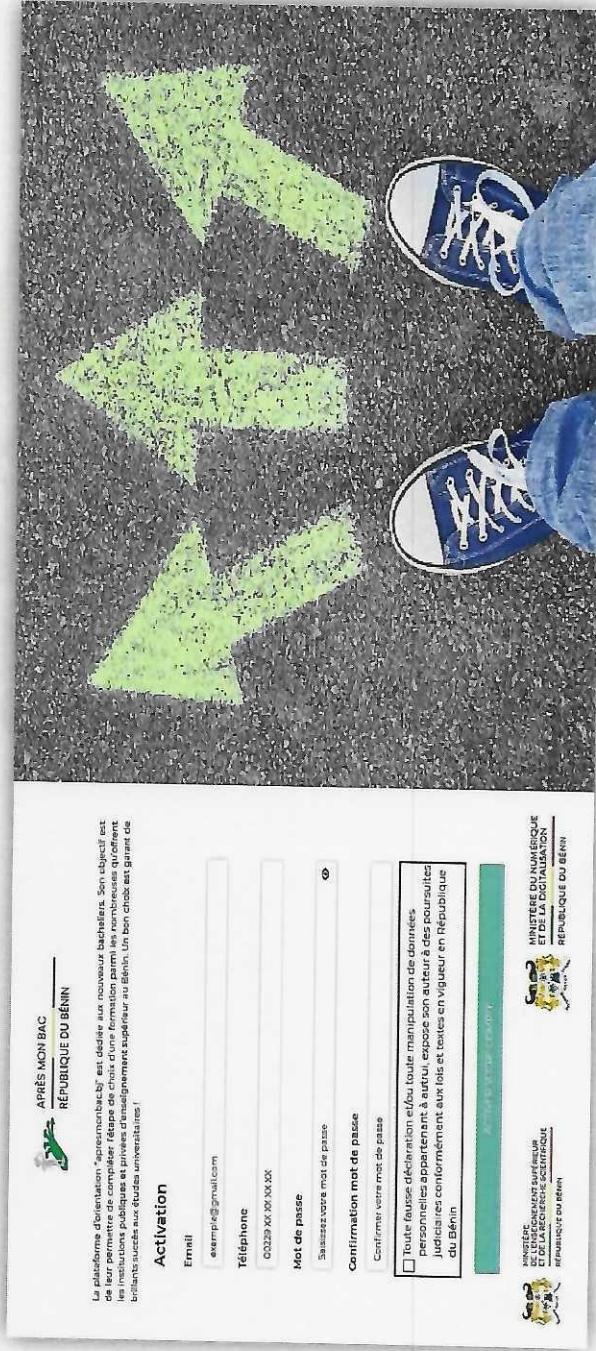 APRÈS MON BAC
RÉPUBLIQUE DU BÉNIN
La plateforme d'orientation "apresmonbac.bj" est dédiée aux nouveaux bacheliers. Son objectif est
de leur permettre de compléter l'étape de choix d'une formation parmi les nombreuses qu'offrent
les institutions publiques et privées d'enseignement supérieur au Bénin. Un bon choix est garant de
brillants succès aux études universitaires !
Activation
Email
exemple@gmail.com
Téléphone
00229 XX XX XX XX
Mot de passe
Saisissez votre mot de passe
Confirmation mot de passe
Confirmer votre mot de passe
Toute fausse déclaration et/ou toute manipulation de données
personnelles appartenant à autrui, expose son auteur à des poursuites
judiciaires conformément aux lois et textes en vigueur en République
du Bénin
MINISTÈRE
DE L'ENSEIGNEMENT SUPÉRIEUR
ET DE LA RECHERCHE SCIENTIFIQUE
RÉPUBLIQUE DU BÉNIN
MINISTÈRE DU NUMÉRIQUE
ET DE LA DIGITALISATION
RÉPUBLIQUE DU BÉNIN